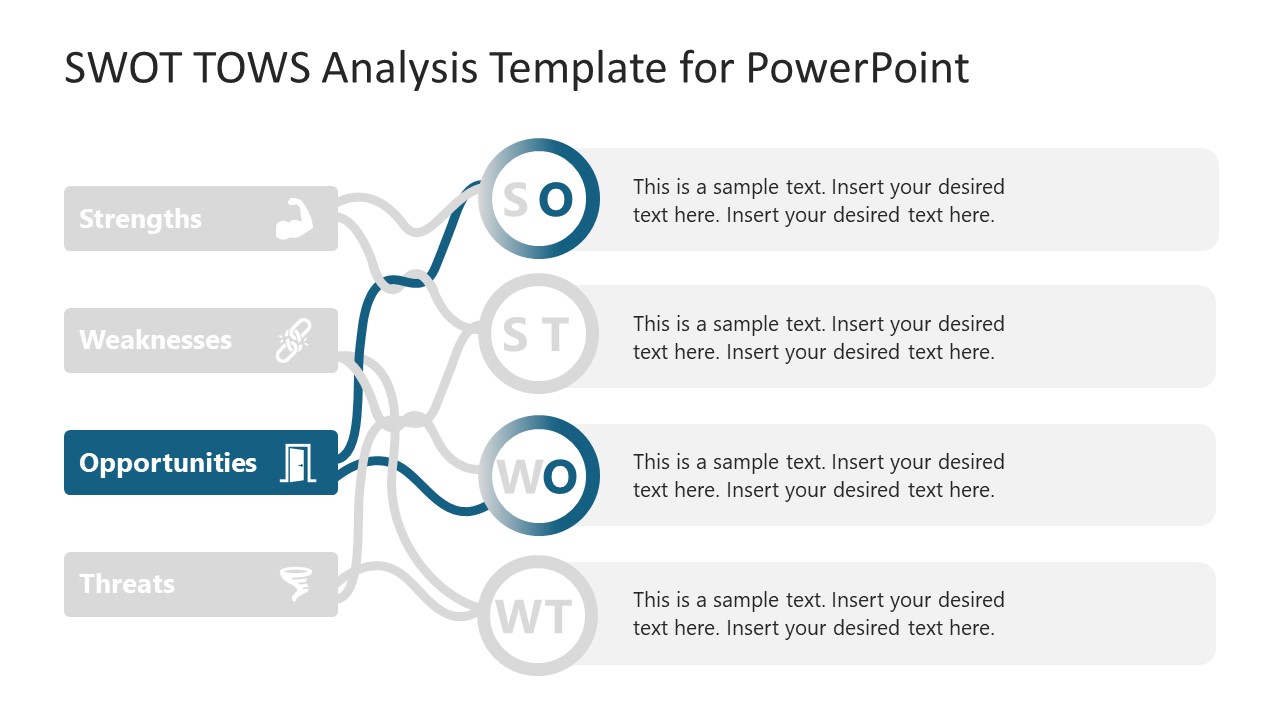 SWOT TOWS Analysis Template for PowerPoint
Strengths
Weaknesses
Opportunities
Threats
S O
This is a sample text. Insert your desired
text here. Insert your desired text here.
S T
This is a sample text. Insert your desired
text here. Insert your desired text here.
WO
This is a sample text. Insert your desired
text here. Insert your desired text here.
WT
This is a sample text. Insert your desired
text here. Insert your desired text here.